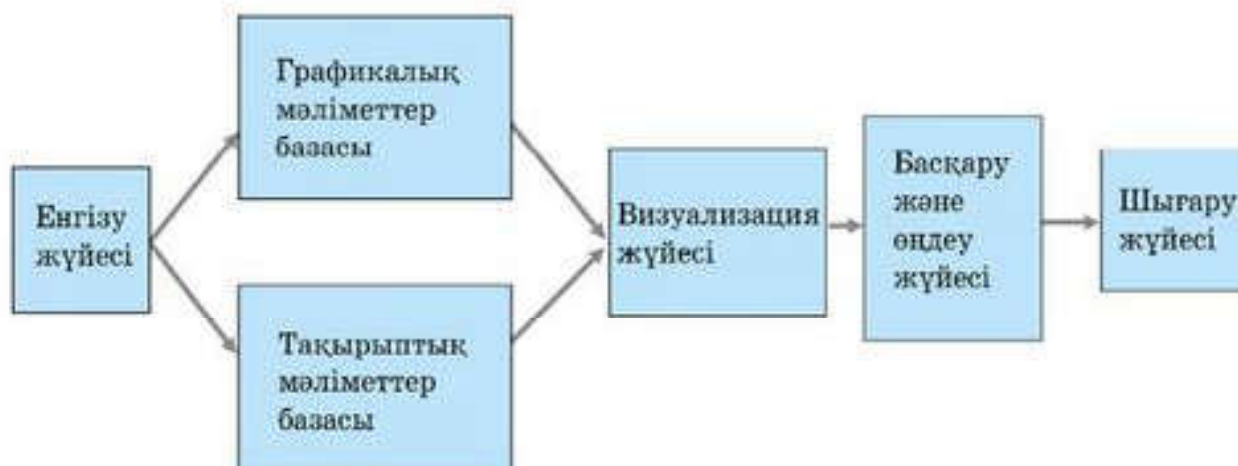 Енгізу
жүйесі
Графикалық
мәліметтер
базасы
Тақырыптық
мәліметтер
базасы
Визуализация
жүйесі
Басқару
және
өңдеу
жүйесі
Шығару
жүйесі